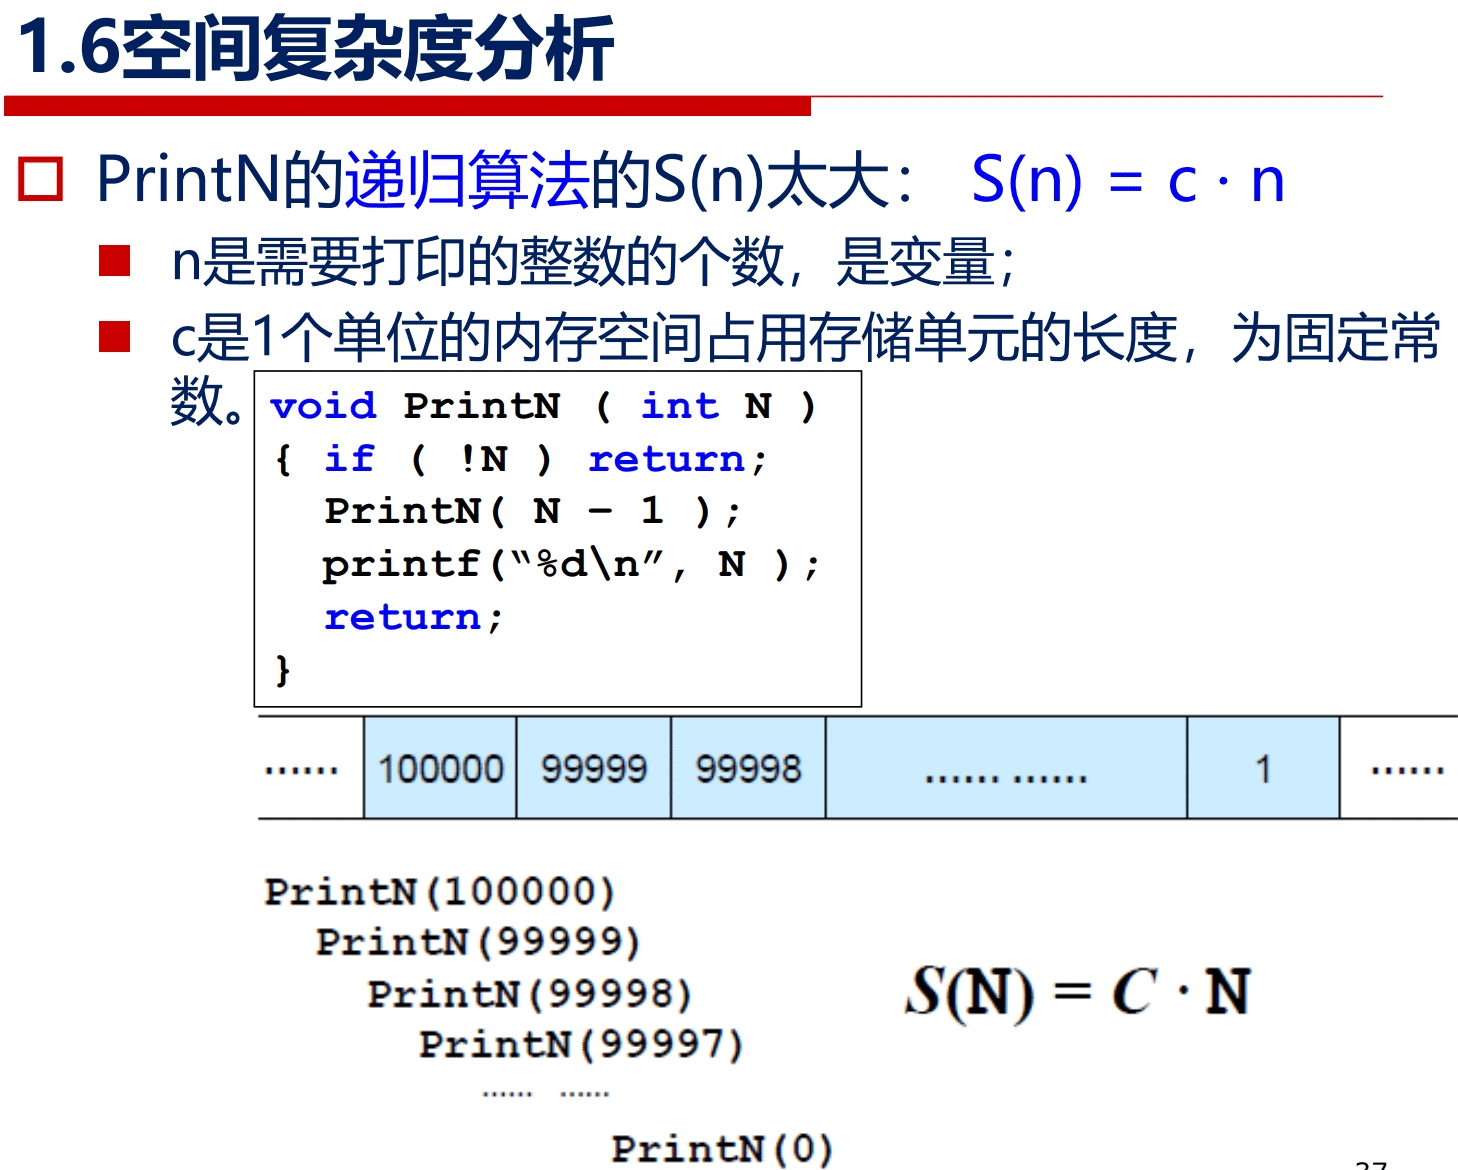 1.6空间复杂度分析
PrintN的递归算法的S(n)太大： S(n) = c · n
n是需要打印的整数的个数，是变量；
c是1个单位的内存空间占用存储单元的长度，为固定常
数。
void PrintN ( int N )
{ if ( !N ) return;
PrintN( N – 1 );
printf(“%d\n”, N );
return;
}
…… 100000 99999 99998 …… …… 1 ……
PrintN(100000)
PrintN(99999)
PrintN(99998)
PrintN(99997)
…… ……
PrintN(0)
S(N) = C · N